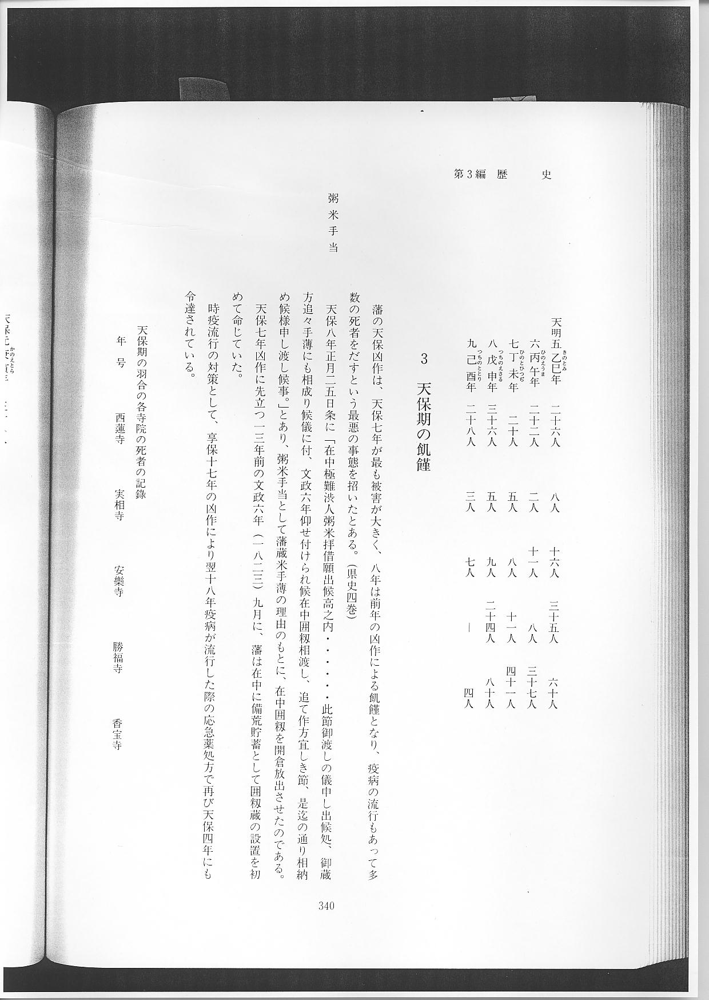 第3編 歴 史
天明五乙巳年 二十六人 八人 十六人 三十五人 六十人
きのとみ
六丙午年 二十二人 二人 十一人 八人 三十七人
ひのえうま
七丁未年 二十人 五人 八人 十一人 四十一人
ひのとひつぢ
八戊申年 三十六人 五人 九人 二十四人 八十人
つちのえさる
九己酉年 二十八人 三人 七人 ― 四人
つちのととり
3 天保期の飢饉
藩の天保凶作は、天保七年が最も被害が大きく、八年は前年の凶作による飢饉となり、疫病の流行もあって多
数の死者をだすという最悪の事態を招いたとある。(県史四巻)
粥米手当
天保八年正月二五日条に「在中極難渋人粥米拝借願出候高之内・・・・・・此節御渡しの儀申し出候処、御蔵
方追々手薄にも相成り候儀に付、文政六年仰せ付けられ候在中囲籾相渡し、追て作方宜しき節、是迄の通り相納
め候様申し渡し候事。」とあり、粥米手当として藩蔵米手薄の理由のもとに、在中囲籾を開倉放出させたのである。
天保七年凶作に先立つ一三年前の文政六年(一八二三)九月に、藩は在中に備荒貯蓄として囲籾蔵の設置を初
めて命じていた。
時疫流行の対策として、享保十七年の凶作により翌十八年疫病が流行した際の応急薬処方で再び天保四年にも
令達されている。
天保期の羽合の各寺院の死者の記録
年号 西蓮寺 実相寺 安樂寺 勝福寺 香宝寺
340
かのえとら